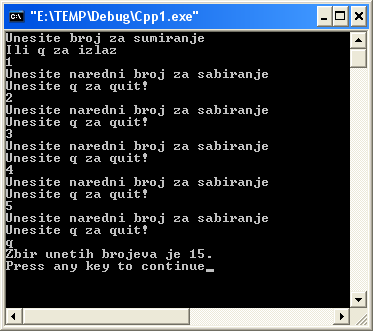 "E:\TEMP\Debug\Cpp1.exe"
Unesite broj za sumiranje
Ili q za izlaz
1
Unesite naredni broj za sabiranje
Unesite q za quit!
2
Unesite naredni broj za sabiranje
Unesite q za quit!
3
Unesite naredni broj za sabiranje
Unesite q za quit!
4
Unesite naredni broj za sabiranje
Unesite q za quit!
5
Unesite naredni broj za sabiranje
Unesite q za quit!
q
Zbir unetih brojeva je 15.
Press any key to continue_